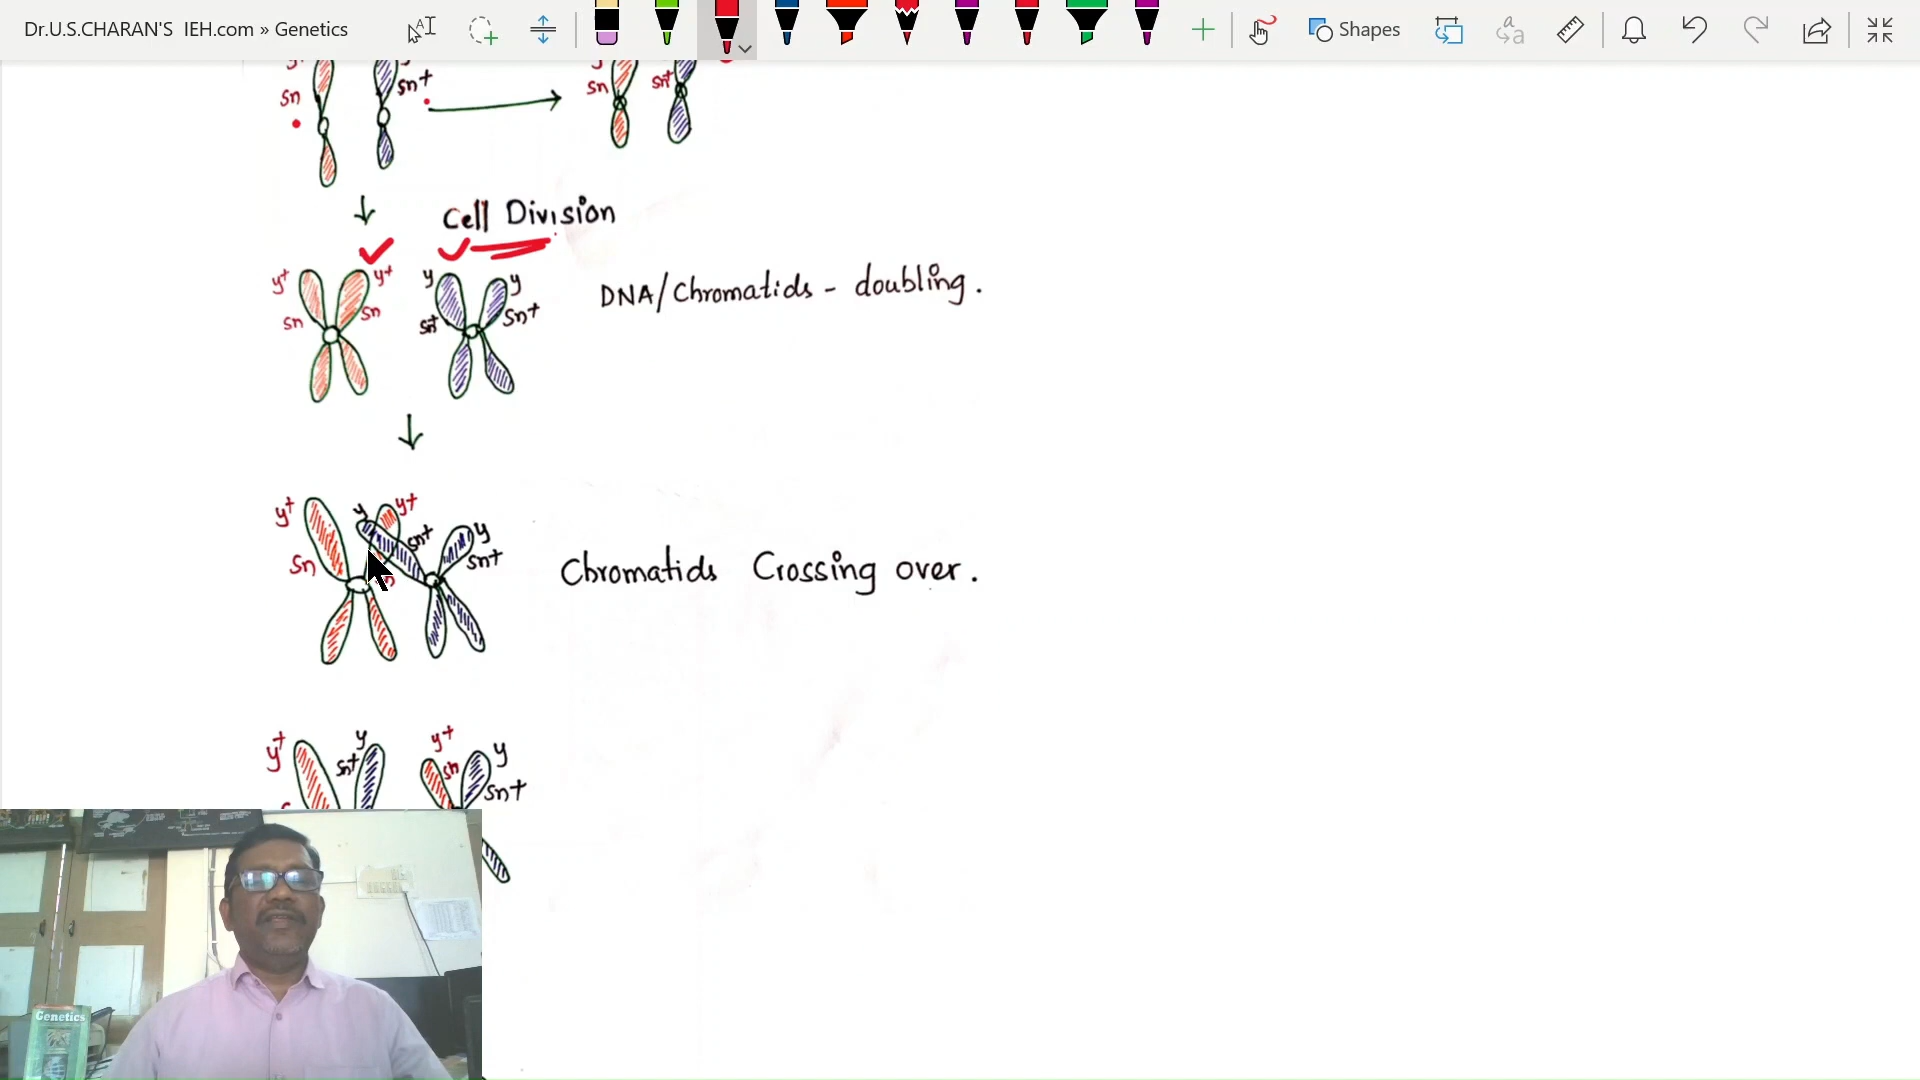 Dr.U.S.CHARAN'S IEH.com » Genetics
Shapes
sn
sn+
sn
sn+
Cell Division
y+
y+
y
y
sn
sn
sn+
sn+
DNA/Chromatids - doubling.
y+
y
y+
sn
sn+
y
sn+
Chromatids Crossing over.
y+
y
sn+
y+
sn
y
sn+
Genetics